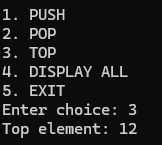 1. PUSH
2. POP
3. TOP
4. DISPLAY ALL
5. EXIT
Enter choice: 3
Top element: 12